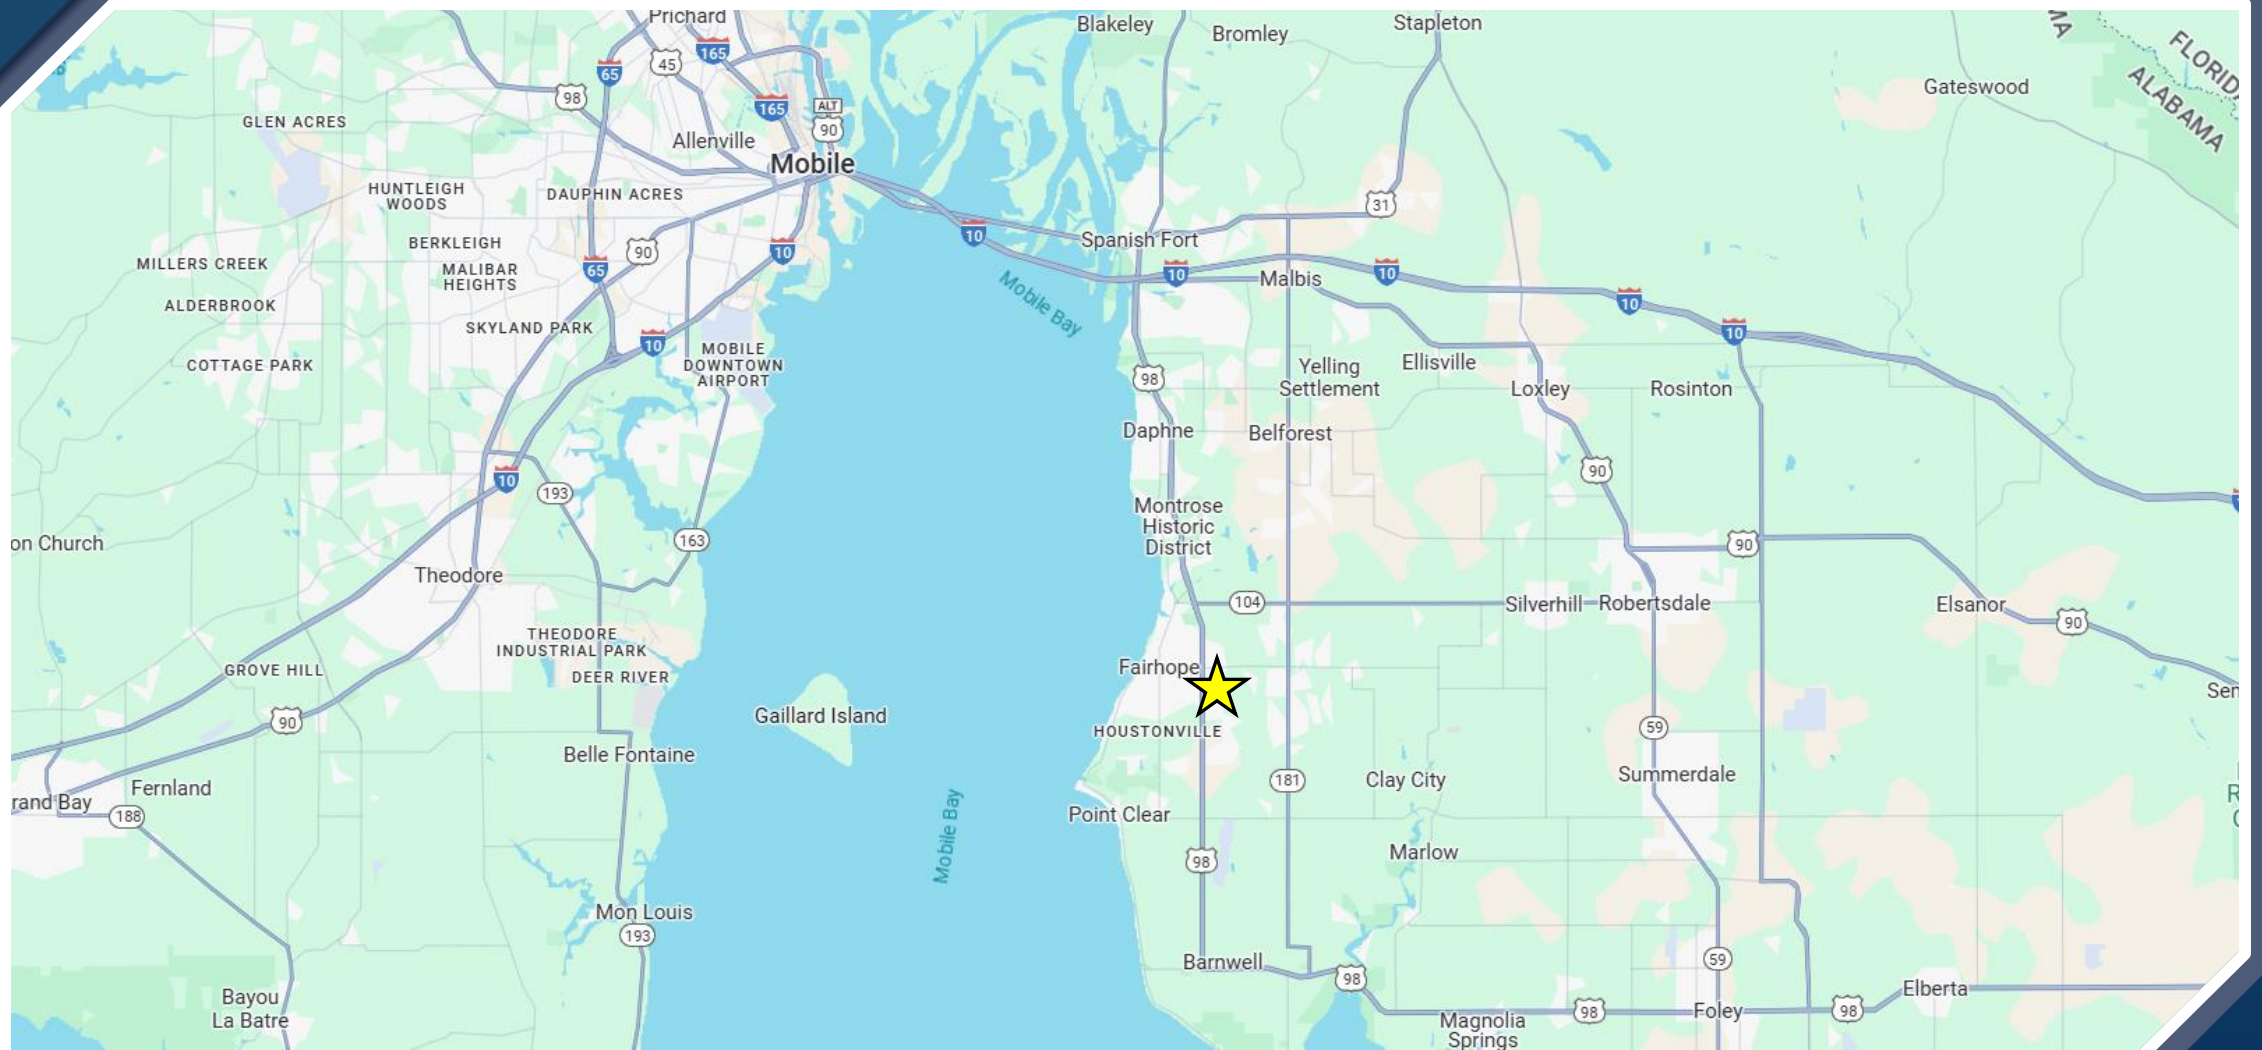 Prichard
Blakeley
Bromley
Stapleton
MA
FLORID
ALABAMA
165
65
45
98
Gateswood
GLEN ACRES
165
ALT
90
Allenville
Mobile
HUNTLEIGH
WOODS
DAUPHIN ACRES
31
BERKLEIGH
90
10
10
Spanish Fort
MILLERS CREEK
MALIBAR
HEIGHTS
65
10
Malbis
10
Mobile Bay
ALDERBROOK
10
SKYLAND PARK
10
10
MOBILE
DOWNTOWN
AIRPORT
COTTAGE PARK
98
Yelling
Settlement
Ellisville
Loxley
Rosinton
Daphne
Belforest
10
193
90
Montrose
Historic
District
on Church
163
90
Theodore
104
Silverhill
Robertsdale
Elsanor
90
THEODORE
INDUSTRIAL PARK
GROVE HILL
DEER RIVER
Fairhope
Sen
90
Gaillard Island
HOUSTONVILLE
59
Belle Fontaine
Fernland
rand Bay
188
181
Clay City
Summerdale
R
Point Clear
Mobile Bay
98
Marlow
Mon Louis
193
Barnwell
98
59
Bayou
La Batre
Elberta
Magnolia
Springs
98
Foley
98